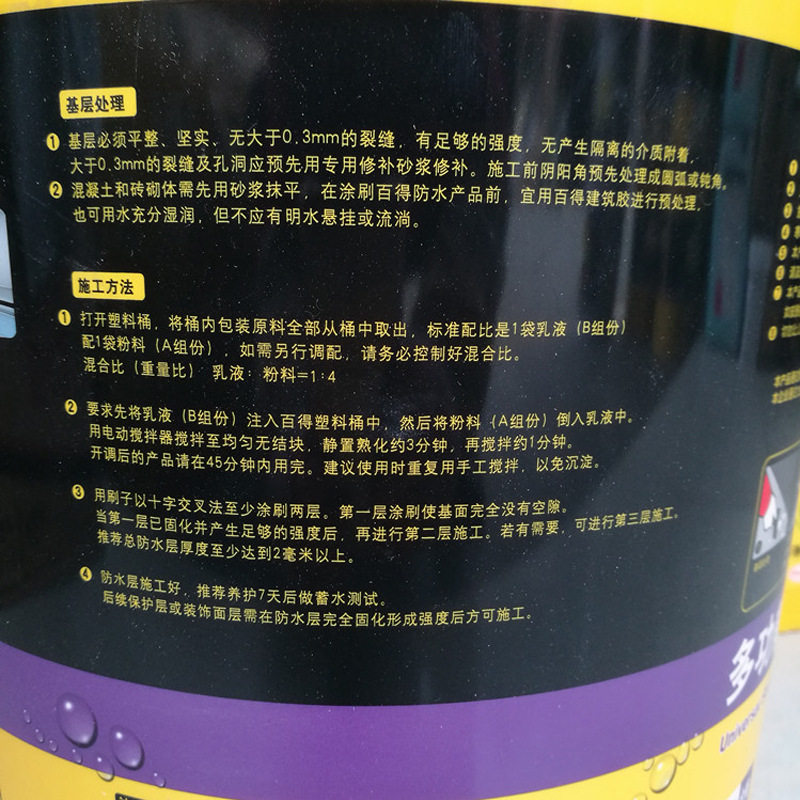 基层处理
❶ 基层必须平整、坚实、无大于0.3mm的裂缝，有足够的强度，无产生隔离的介质附着，
大于0.3mm的裂缝及孔洞应预先用专用修补砂浆修补。施工前阴阳角预先处理成圆弧或钝角。
❷ 混凝土和砖砌体需先用砂浆抹平，在涂刷百得防水产品前，宜用百得建筑胶进行预处理，
也可用水充分湿润，但不应有明水悬挂或流淌。
施工方法
❶ 打开塑料桶，将桶内包装原料全部从桶中取出，标准配比是1袋乳液（B组份）
配1袋粉料（A组份），如需另行调配，请务必控制好混合比。
混合比（重量比） 乳液：粉料=1:4
❷ 要求先将乳液（B组份）注入百得塑料桶中，然后将粉料（A组份）倒入乳液中。
用电动搅拌器搅拌至均匀无结块，静置熟化约3分钟，再搅拌约1分钟。
开调后的产品请在45分钟内用完。建议使用时重复用手工搅拌，以免沉淀。
❸ 用刷子以十字交叉法至少涂刷两层。第一层涂刷使基面完全没有空隙。
当第一层已固化并产生足够的强度后，再进行第二层施工。若有需要，可进行第三层施工。
推荐总防水层厚度至少达到2毫米以上。
❹ 防水层施工好，推荐养护7天后做蓄水测试。
后续保护层或装饰面层需在防水层完全固化形成强度后方可施工。
多功
Univers